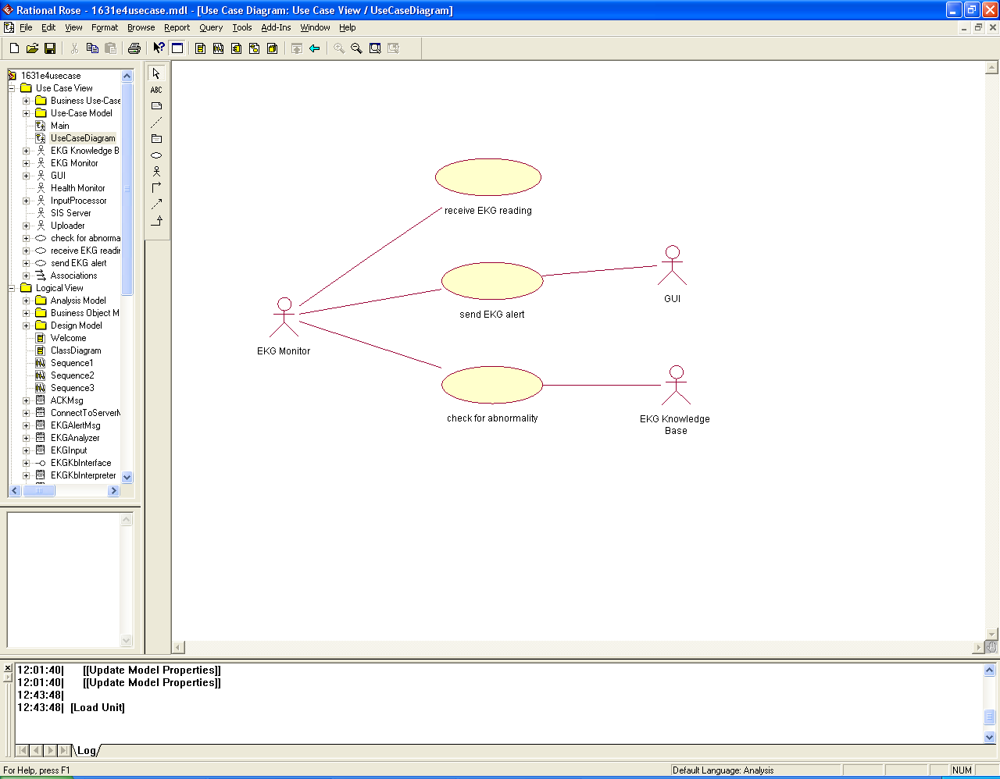 Rational Rose - 1631e4usecase.mdl - [Use Case Diagram: Use Case View / UseCaseDiagram]
File Edit View Format Browse Report Query Tools Add-Ins Window Help
1631e4usecase
Use Case View
Business Use-Case
Use-Case Model
Main
UseCaseDiagram
EKG Knowledge B
EKG Monitor
GUI
Health Monitor
InputProcessor
SIS Server
Uploader
check for abnorma
receive EKG readin
send EKG alert
Associations
Logical View
Analysis Model
Business Object M
Design Model
Welcome
ClassDiagram
Sequence1
Sequence2
Sequence3
ACKMsg
ConnectToServerM
EKGAlertMsg
EKGAnalyzer
EKGInput
EKGKbInterface
EKGKbInterpreter
ABC
receive EKG reading
send EKG alert
GUI
EKG Monitor
check for abnormality
EKG Knowledge
Base
12:01:40| [[Update Model Properties]]
12:01:40| [[Update Model Properties]]
12:43:48|
12:43:48| [Load Unit]
Log
For Help, press F1
Default Language: Analysis
NUM